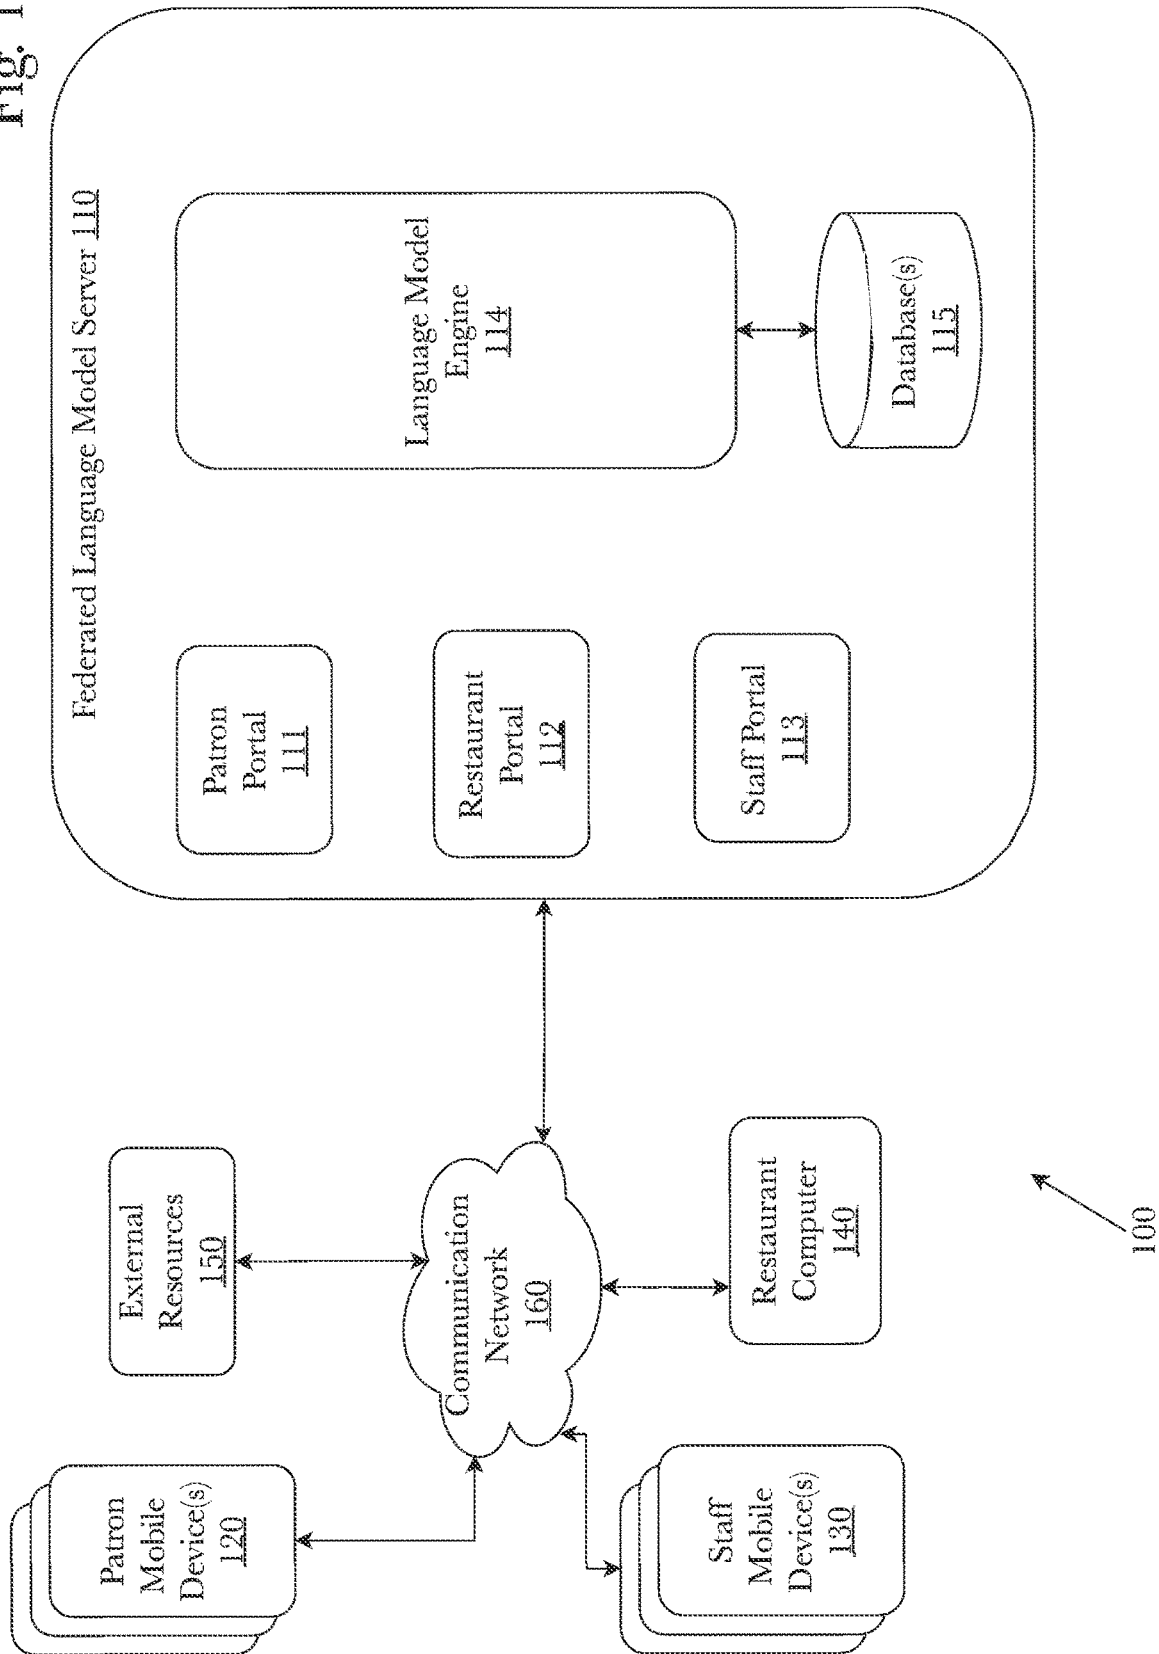 Fig. 1
Federated Language Model Server 110
Patron
Portal
111
Restaurant
Portal
112
Staff Portal
113
Language Model
Engine
114
Database(s)
115
Patron
Mobile
Device(s)
120
External
Resources
150
Communication
Network
160
Staff
Mobile
Device(s)
130
Restaurant
Computer
140
100